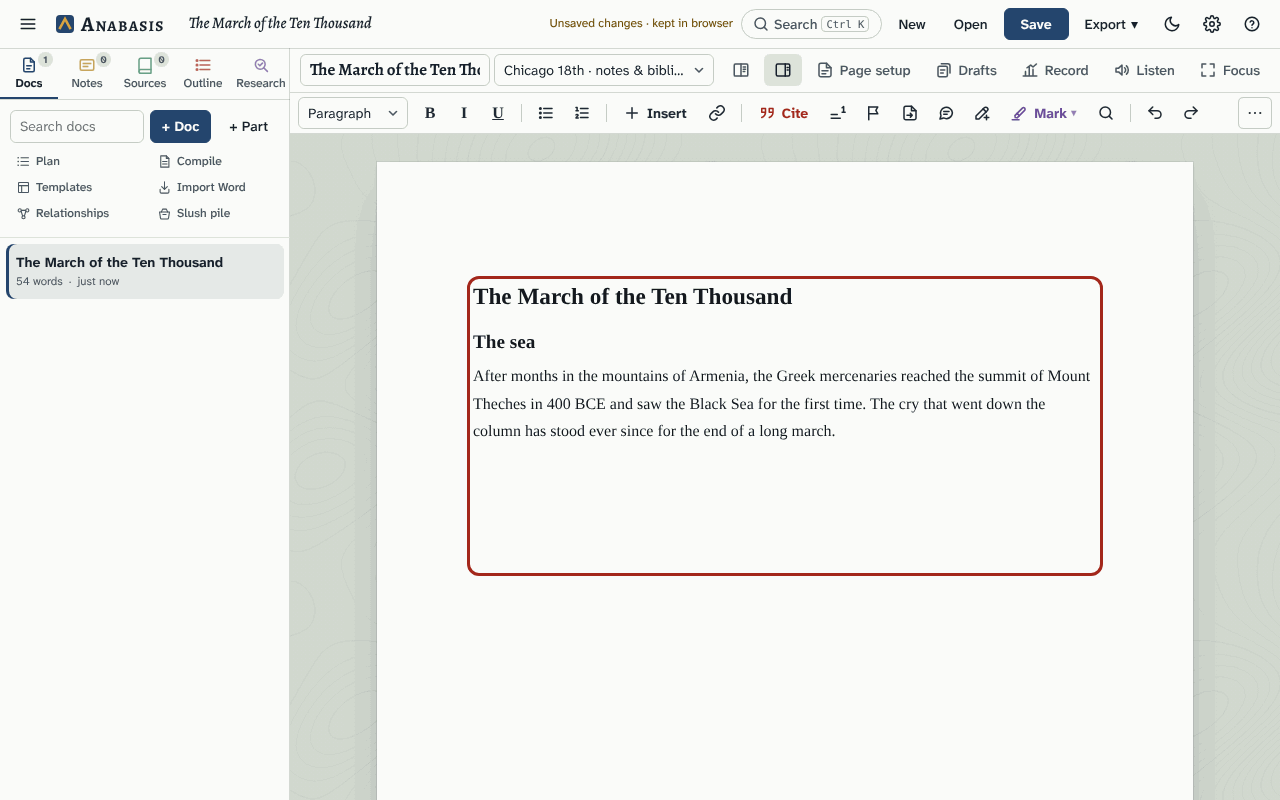 ANABASIS
The March of the Ten Thousand
Unsaved changes · kept in browser
Search Ctrl K
New
Open
Save
Export ▾
Docs 1
Notes 0
Sources 0
Outline
Research
The March of the Ten Tho
Chicago 18th · notes & bibli...
Page setup
Drafts
Record
Listen
Focus
Paragraph
B I U
Insert
Cite
Mark ▾
...
Search docs
+ Doc
+ Part
Plan
Compile
Templates
Import Word
Relationships
Slush pile
The March of the Ten Thousand
54 words · just now
The March of the Ten Thousand
The sea
After months in the mountains of Armenia, the Greek mercenaries reached the summit of Mount
Theches in 400 BCE and saw the Black Sea for the first time. The cry that went down the
column has stood ever since for the end of a long march.